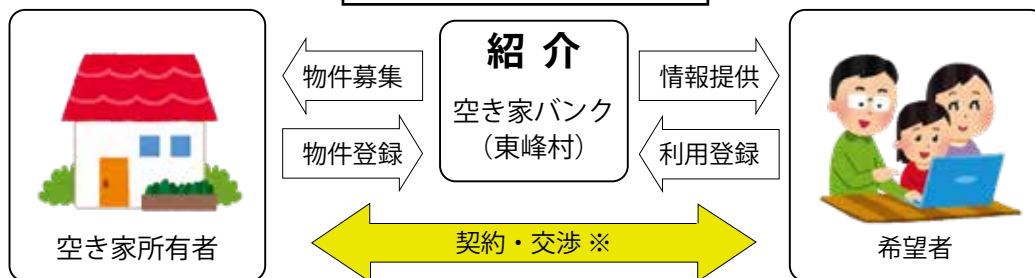 紹 介
物件募集
情報提供
空き家バンク
（東峰村）
物件登録
利用登録
契約・交渉 ※
空き家所有者
希望者